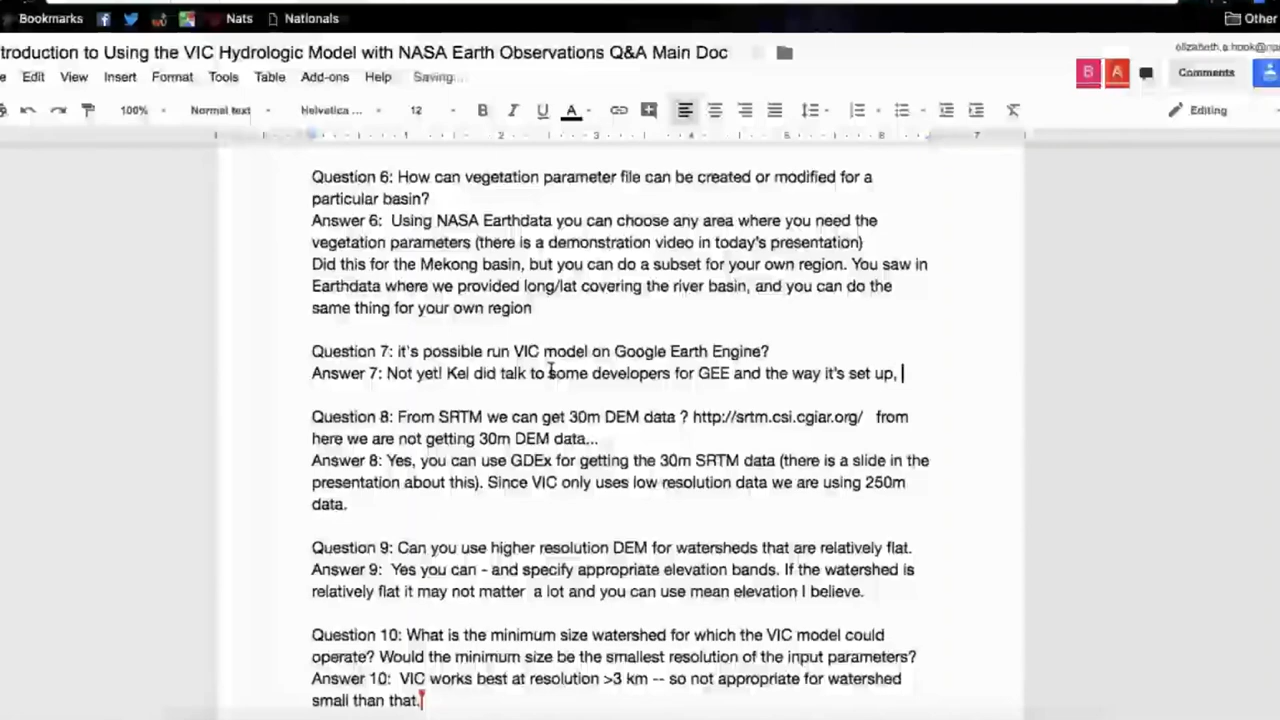 Bookmarks Nats Nationals Other
ntroduction to Using the VIC Hydrologic Model with NASA Earth Observations Q&A Main Doc
Edit View Insert Format Tools Table Add-ons Help Saving...
B A Comments
100% Normal text Helvetica ... 12 B I U A Editing
1 2 3 4 5 6 7
Question 6: How can vegetation parameter file can be created or modified for a
particular basin?
Answer 6:  Using NASA Earthdata you can choose any area where you need the
vegetation parameters (there is a demonstration video in today's presentation)
Did this for the Mekong basin, but you can do a subset for your own region. You saw in
Earthdata where we provided long/lat covering the river basin, and you can do the
same thing for your own region
Question 7: it's possible run VIC model on Google Earth Engine?
Answer 7: Not yet! Kel did talk to some developers for GEE and the way it's set up,
Question 8: From SRTM we can get 30m DEM data ? http://srtm.csi.cgiar.org/   from
here we are not getting 30m DEM data...
Answer 8: Yes, you can use GDEx for getting the 30m SRTM data (there is a slide in the
presentation about this). Since VIC only uses low resolution data we are using 250m
data.
Question 9: Can you use higher resolution DEM for watersheds that are relatively flat.
Answer 9:  Yes you can - and specify appropriate elevation bands. If the watershed is
relatively flat it may not matter  a lot and you can use mean elevation I believe.
Question 10: What is the minimum size watershed for which the VIC model could
operate? Would the minimum size be the smallest resolution of the input parameters?
Answer 10:  VIC works best at resolution >3 km -- so not appropriate for watershed
small than that.